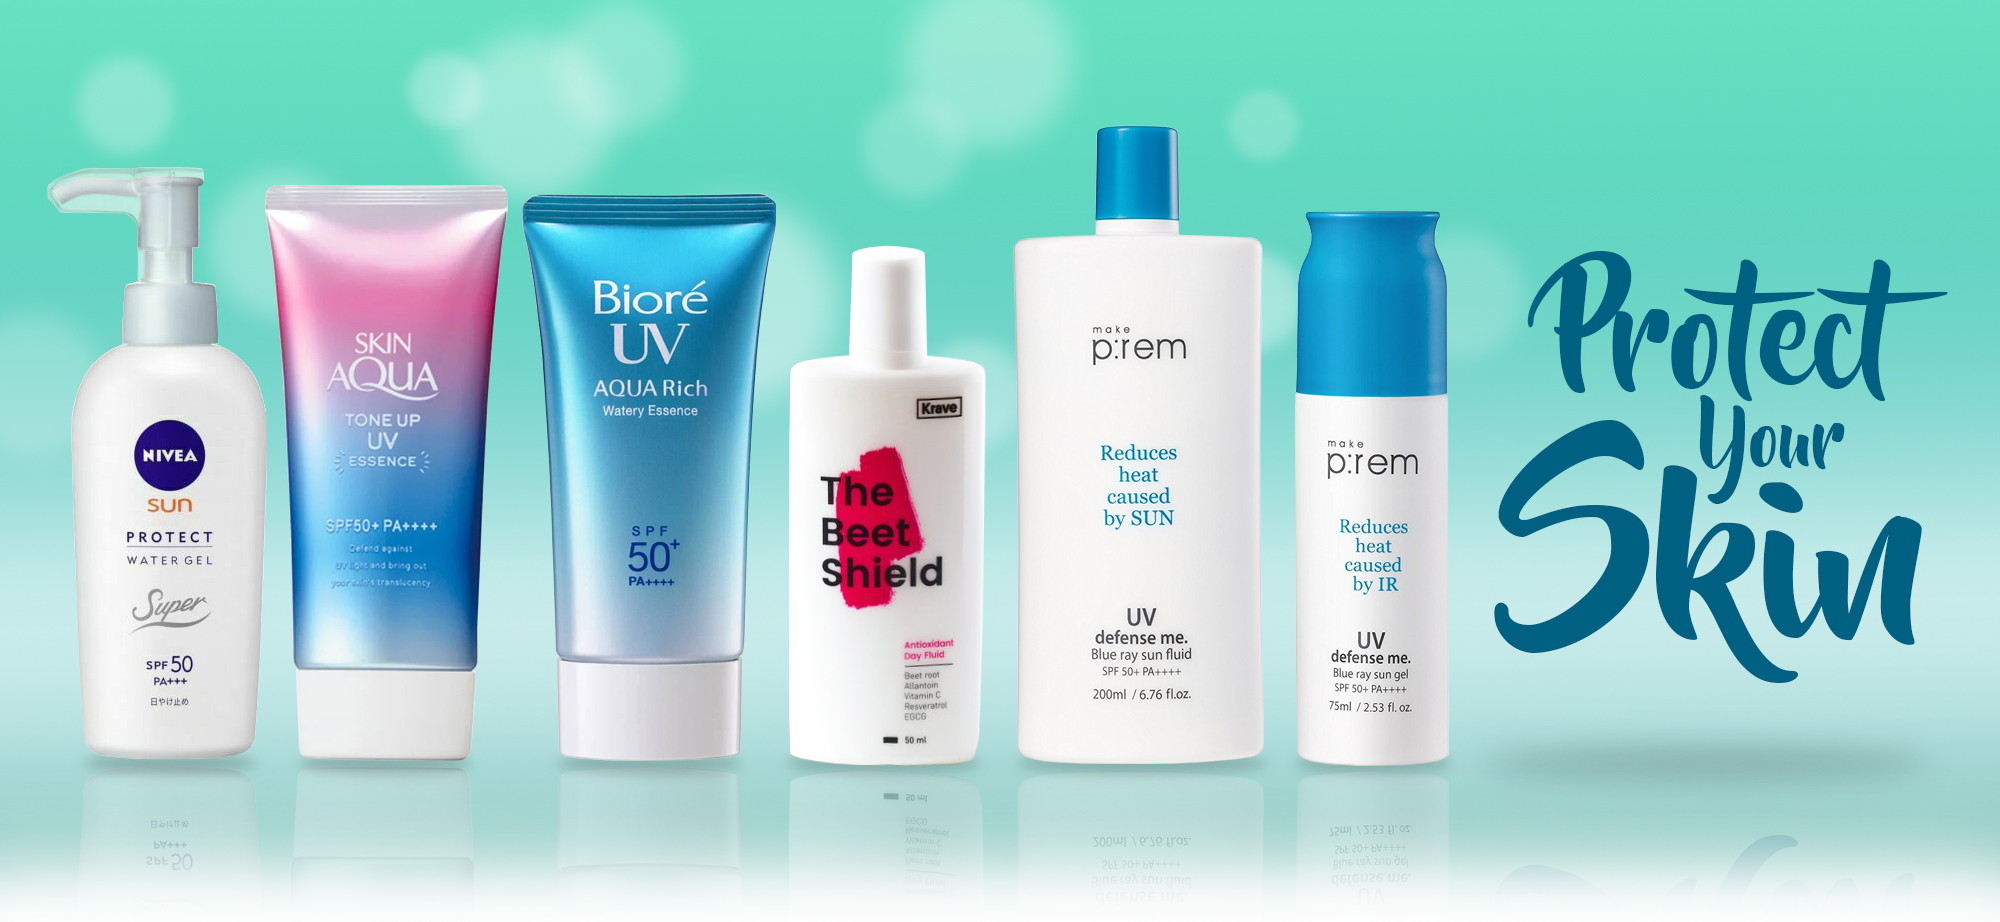 NIVEA
sun
PROTECT
WATER GEL
Super
SPF 50
PA+++
日やけ止め
SKIN
AQUA
TONE UP
UV
ESSENCE
SPF50+ PA++++
Defend against
UV light and bring out
your skin's translucency
Bioré
UV
AQUA Rich
Watery Essence
SPF
50+
PA++++
Krave
The
Beet
Shield
Antioxidant
Day Fluid
Beet root
Allantoin
Vitamin C
Resveratrol
EGCG
50 ml
make
p:rem
Reduces
heat
caused
by SUN
UV
defense me.
Blue ray sun fluid
SPF 50+ PA++++
200ml / 6.76 fl.oz.
make
p:rem
Reduces
heat
caused
by IR
UV
defense me.
Blue ray sun gel
SPF 50+ PA++++
75ml / 2.53 fl. oz.
Protect
Your
Skin